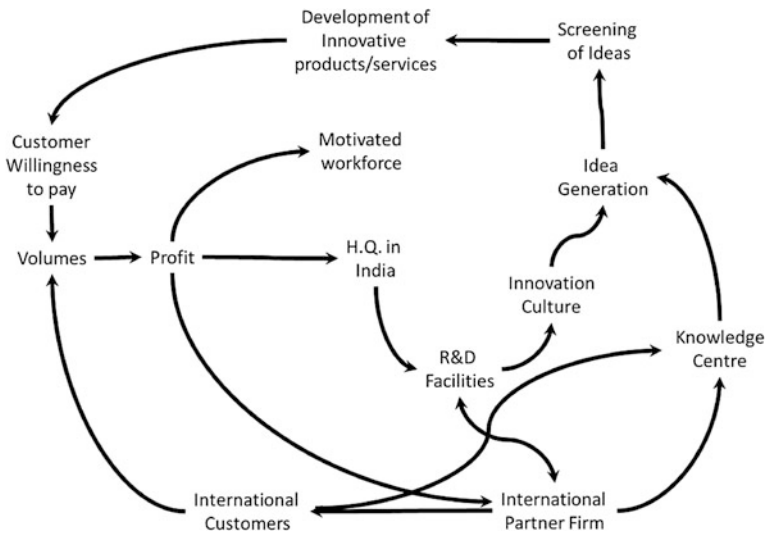 Development of
Innovative
products/services
Screening
of Ideas
Customer
Willingness
to pay
Motivated
workforce
Idea
Generation
Volumes
Profit
H.Q. in
India
Innovation
Culture
R&D
Facilities
Knowledge
Centre
International
Customers
International
Partner Firm